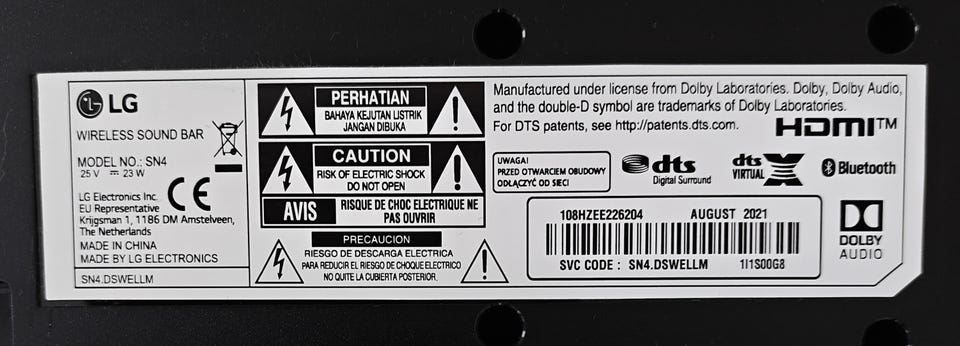 LG
WIRELESS SOUND BAR
MODEL NO.: SN4
25 V ⎓ 23 W
LG Electronics Inc.
EU Representative
Krijgsman 1, 1186 DM Amstelveen,
The Netherlands
MADE IN CHINA
MADE BY LG ELECTRONICS
SN4.DSWELLM
PERHATIAN
BAHAYA KEJUTAN LISTRIK
JANGAN DIBUKA
CAUTION
RISK OF ELECTRIC SHOCK
DO NOT OPEN
AVIS
RISQUE DE CHOC ELECTRIQUE NE
PAS OUVRIR
PRECAUCION
RIESGO DE DESCARGA ELECTRICA
PARA REDUCIR EL RIESGO DE CHOQUE ELECTRICO
NO QUITE LA CUBIERTA POSTERIOR.
Manufactured under license from Dolby Laboratories. Dolby, Dolby Audio,
and the double-D symbol are trademarks of Dolby Laboratories.
For DTS patents, see http://patents.dts.com.
HDMI™
UWAGA!
PRZED OTWARCIEM OBUDOWY
ODŁĄCZYĆ OD SIECI
dts
Digital Surround
dts
VIRTUAL X
Bluetooth
108HZEE226204 AUGUST 2021
SVC CODE : SN4.DSWELLM 1I1S00G8
DOLBY
AUDIO